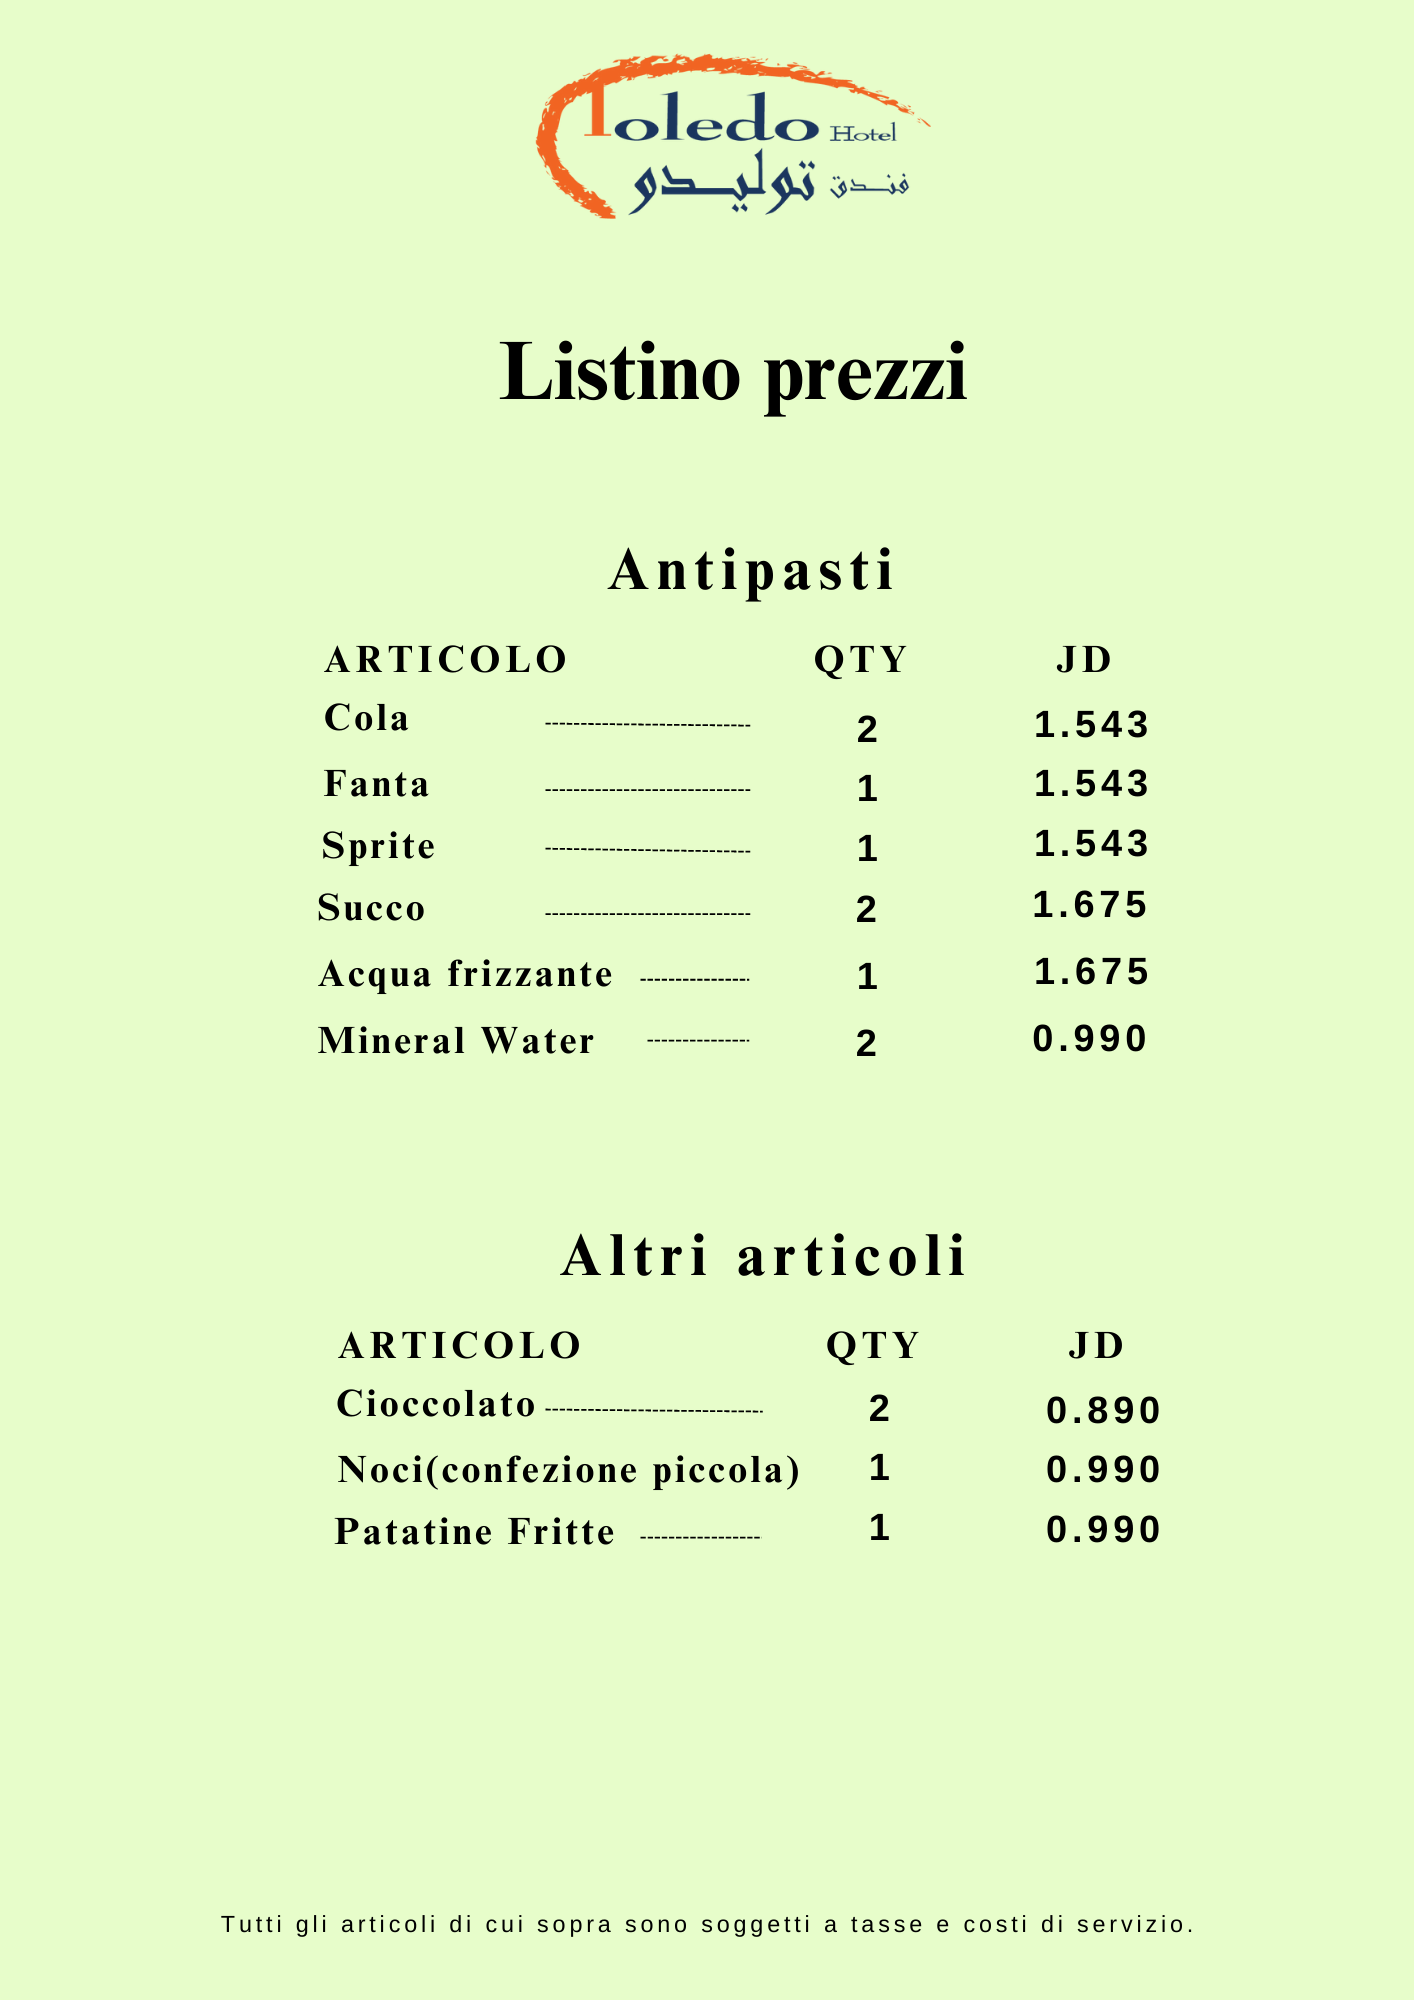 Toledo Hotel
فندق توليدو
Listino prezzi
Antipasti
ARTICOLO QTY JD
Cola 2 1.543
Fanta 1 1.543
Sprite 1 1.543
Succo 2 1.675
Acqua frizzante 1 1.675
Mineral Water 2 0.990
Altri articoli
ARTICOLO QTY JD
Cioccolato 2 0.890
Noci(confezione piccola) 1 0.990
Patatine Fritte 1 0.990
Tutti gli articoli di cui sopra sono soggetti a tasse e costi di servizio.